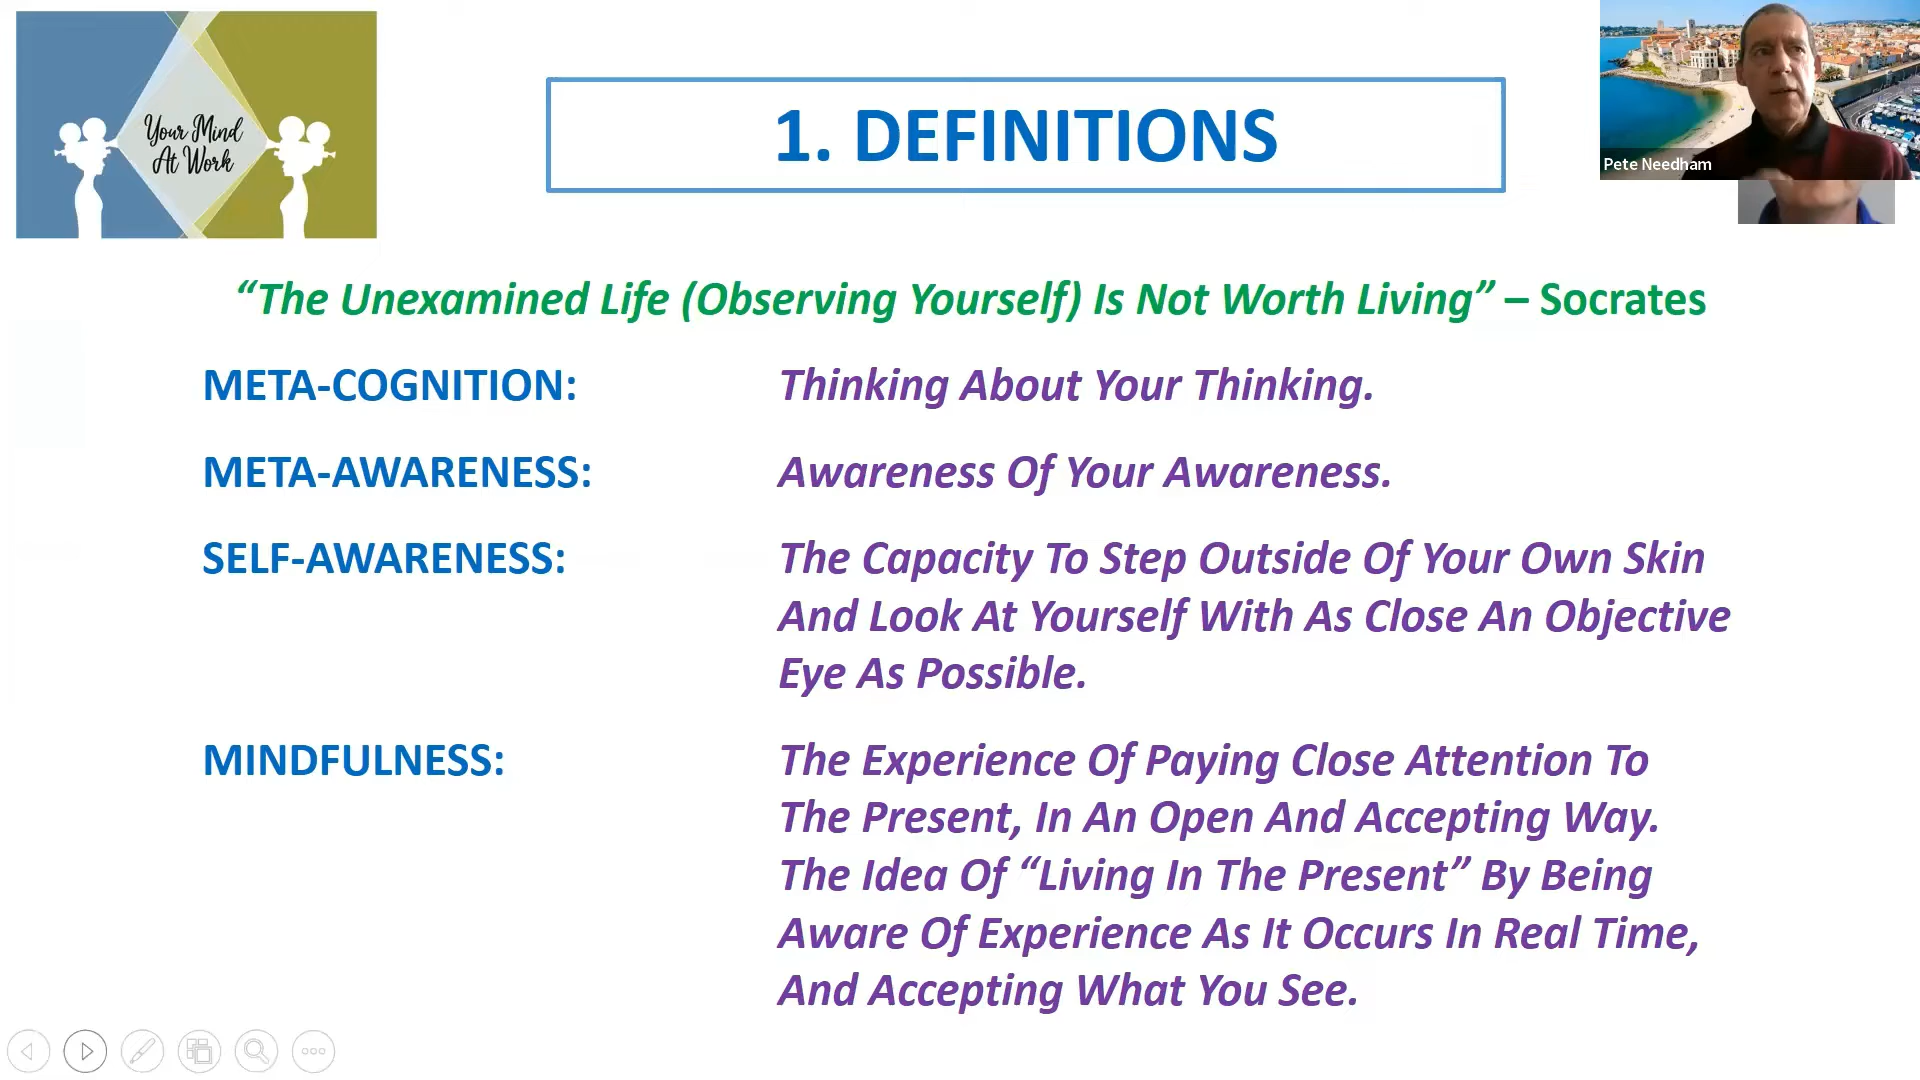 Your Mind
At Work
1. DEFINITIONS
Pete Needham
“The Unexamined Life (Observing Yourself) Is Not Worth Living” – Socrates
META-COGNITION: Thinking About Your Thinking.
META-AWARENESS: Awareness Of Your Awareness.
SELF-AWARENESS: The Capacity To Step Outside Of Your Own Skin
And Look At Yourself With As Close An Objective
Eye As Possible.
MINDFULNESS: The Experience Of Paying Close Attention To
The Present, In An Open And Accepting Way.
The Idea Of “Living In The Present” By Being
Aware Of Experience As It Occurs In Real Time,
And Accepting What You See.